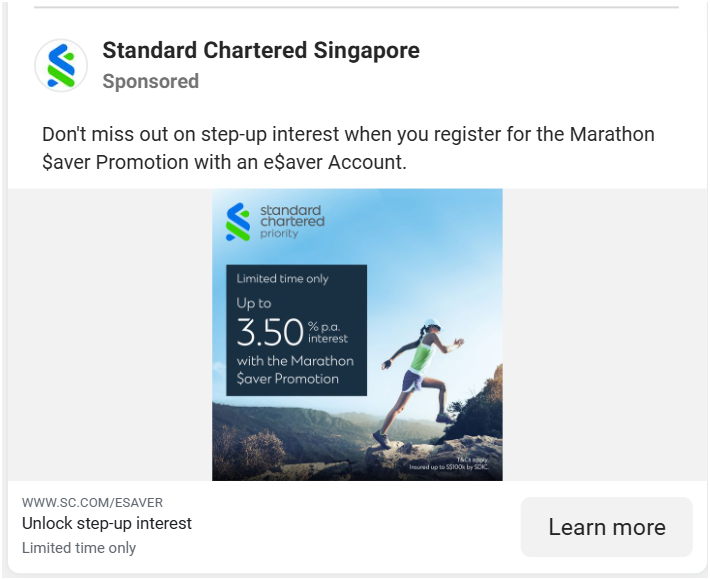 Standard Chartered Singapore
Sponsored
Don't miss out on step-up interest when you register for the Marathon
$aver Promotion with an e$aver Account.
standard
chartered
priority
Limited time only
Up to
3.50 % p.a.
interest
with the Marathon
$aver Promotion
T&Cs apply.
Insured up to S$100k by SDIC.
WWW.SC.COM/ESAVER
Unlock step-up interest
Limited time only
Learn more